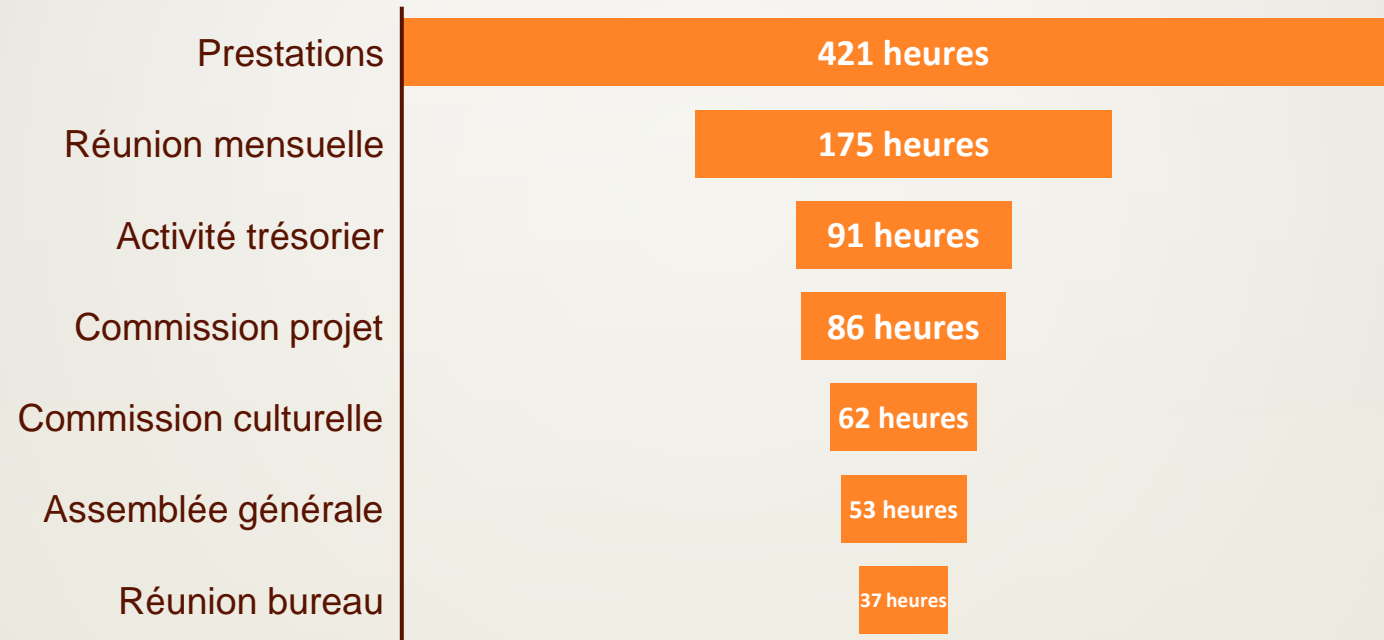 Prestations 421 heures
Réunion mensuelle 175 heures
Activité trésorier 91 heures
Commission projet 86 heures
Commission culturelle 62 heures
Assemblée générale 53 heures
Réunion bureau 37 heures